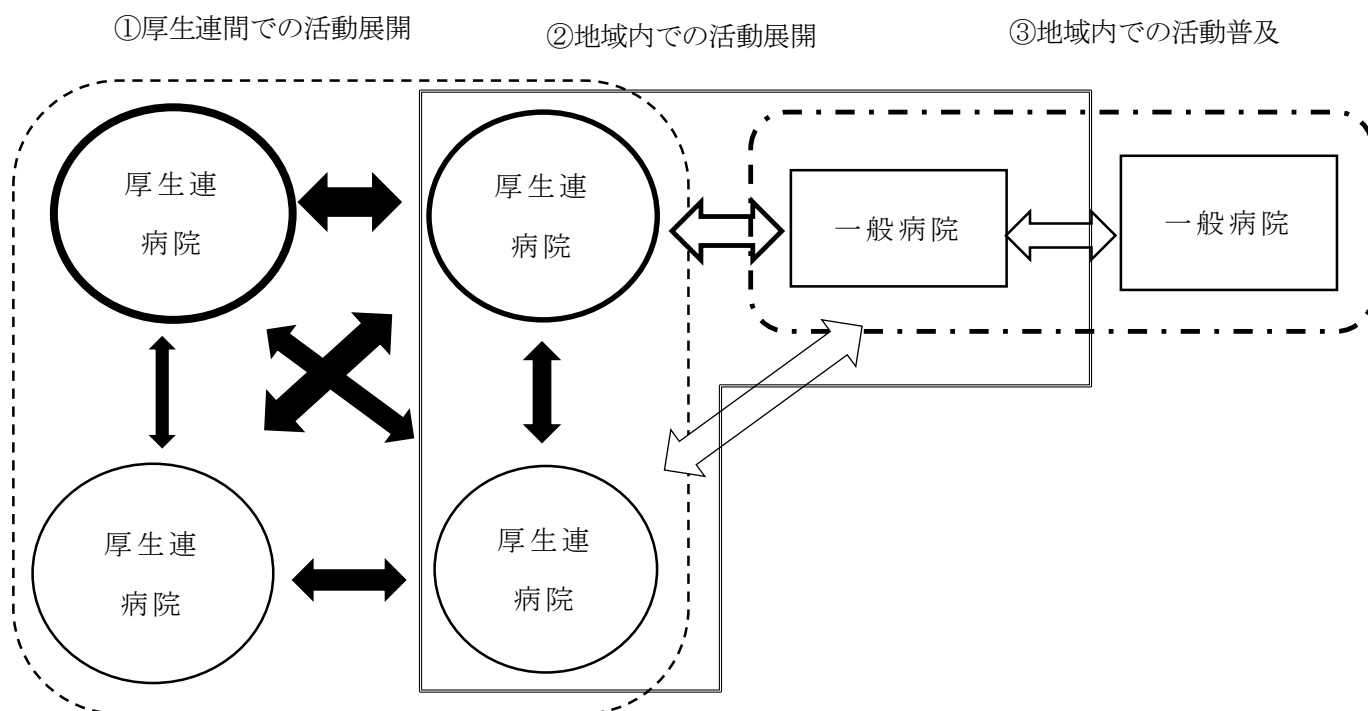 ①厚生連間での活動展開
②地域内での活動展開
③地域内での活動普及
厚生連
病院
厚生連
病院
一般病院
一般病院
厚生連
病院
厚生連
病院